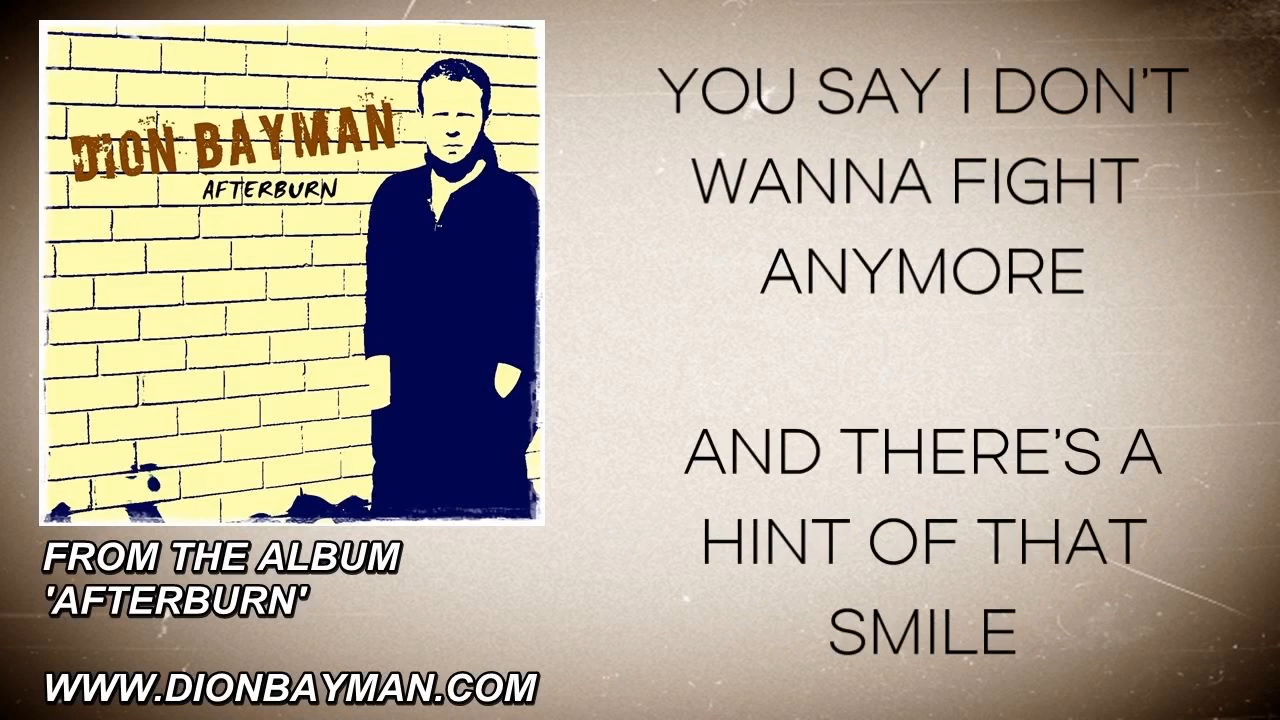 DION BAYMAN
AFTERBURN
FROM THE ALBUM
'AFTERBURN'
WWW.DIONBAYMAN.COM
YOU SAY I DON'T
WANNA FIGHT
ANYMORE
AND THERE'S A
HINT OF THAT
SMILE